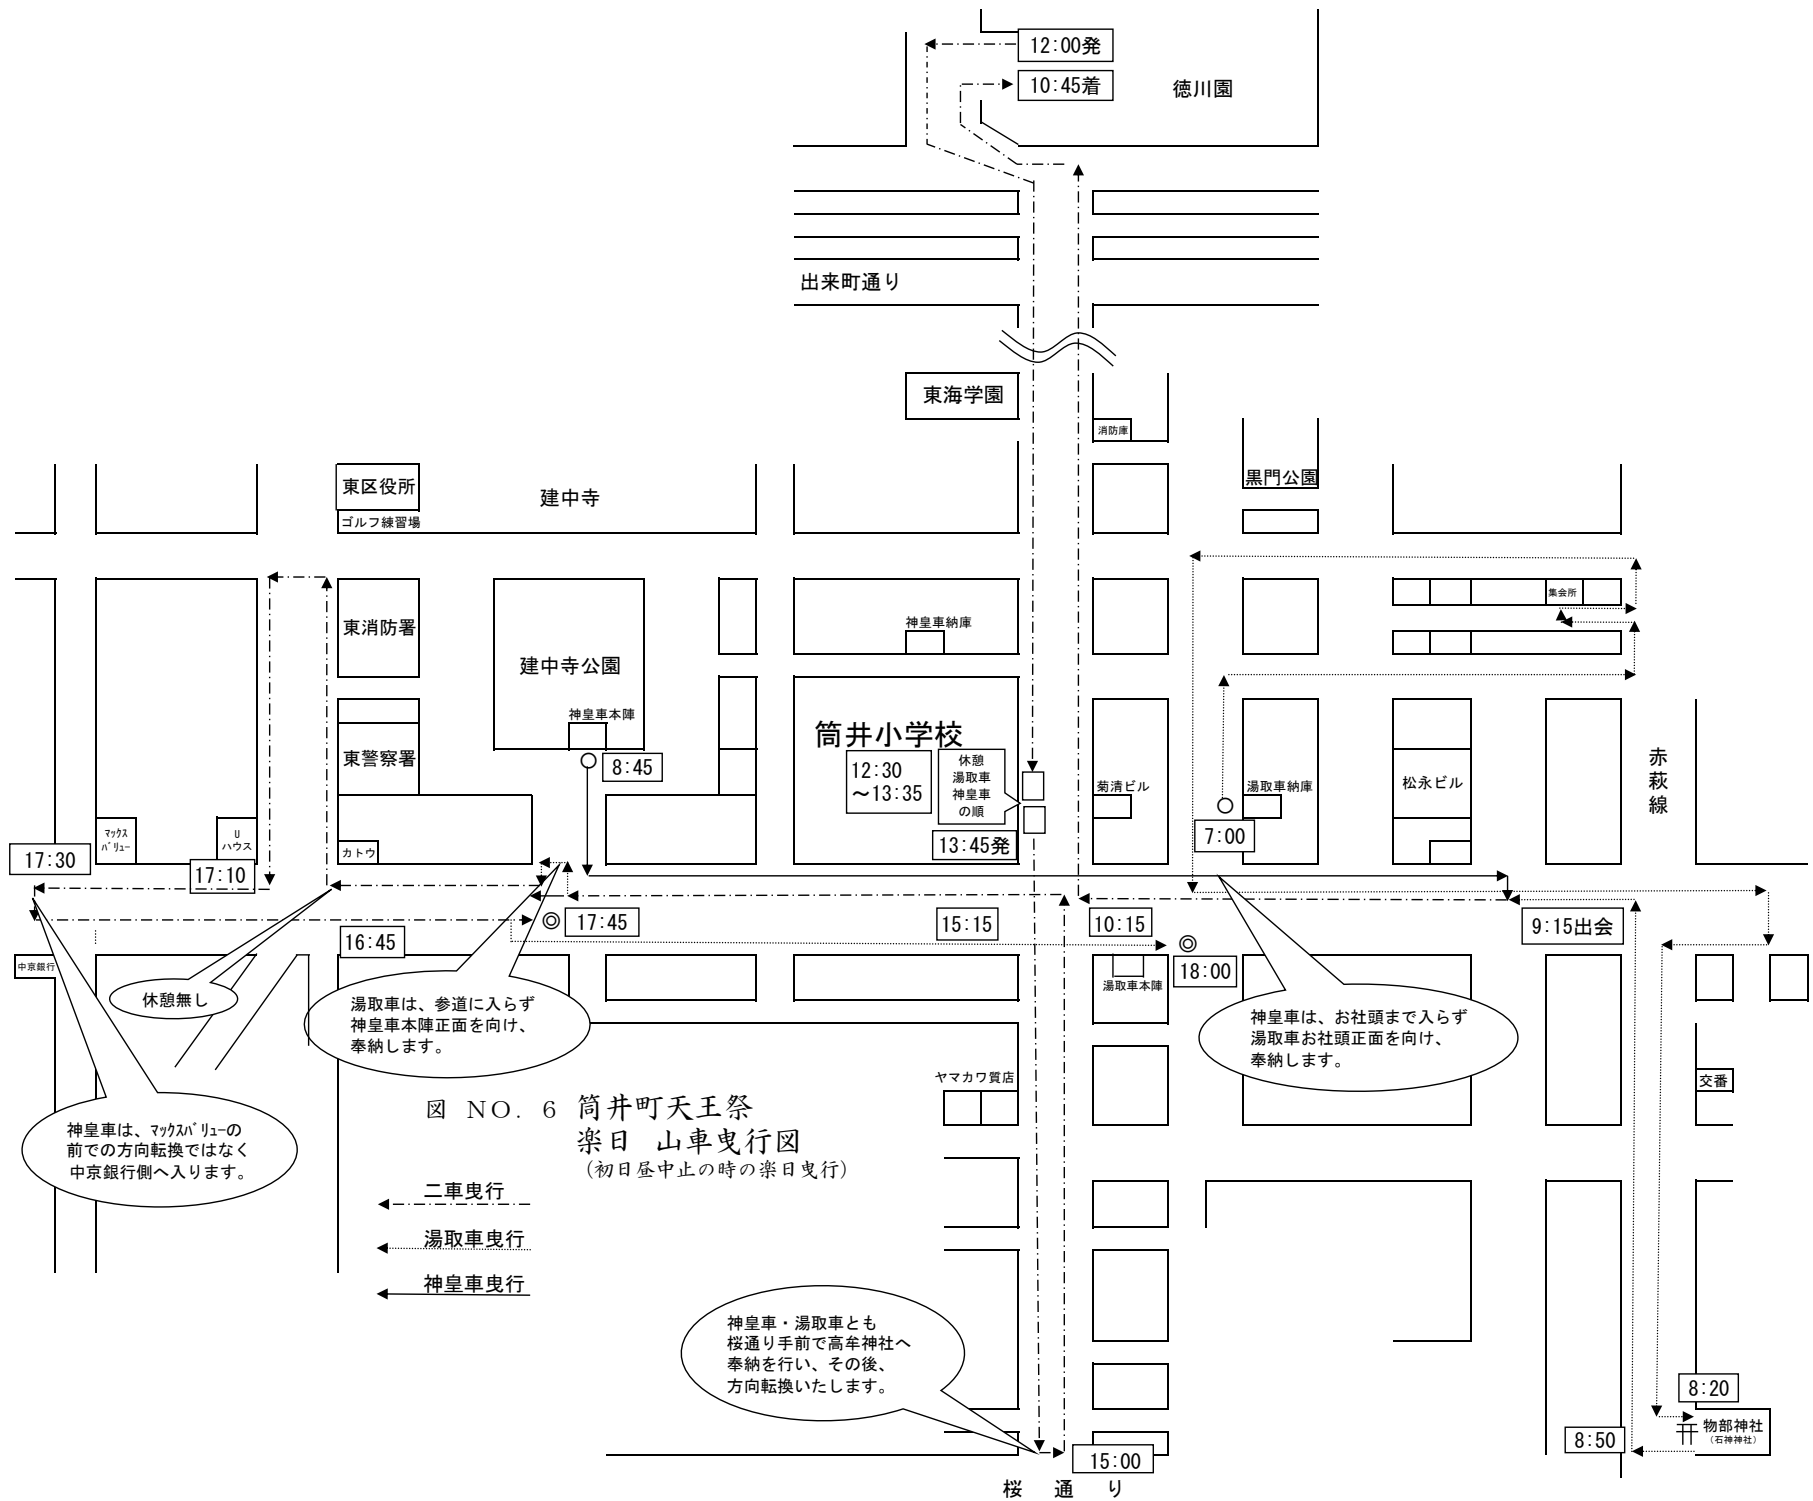 12:00発
10:45着
徳川園
出来町通り
東海学園
消防庫
黒門公園
東区役所
ゴルフ練習場
建中寺
集会所
東消防署
建中寺公園
神皇車納庫
神皇車本陣
8:45
筒井小学校
12:30
～13:35
休憩
湯取車
神皇車
の順
13:45発
東警察署
菊清ビル
湯取車納庫
7:00
松永ビル
赤萩線
マックス
バリュー
U
ハウス
カトウ
17:30
17:10
17:45
16:45
15:15
10:15
18:00
9:15出会
中京銀行
休憩無し
湯取車本陣
湯取車は、参道に入らず
神皇車本陣正面を向け、
奉納します。
神皇車は、お社頭まで入らず
湯取車お社頭正面を向け、
奉納します。
交番
ヤマカワ質店
神皇車は、マックスバリューの
前での方向転換ではなく
中京銀行側へ入ります。
図 NO. 6 筒井町天王祭
楽日 山車曳行図
(初日昼中止の時の楽日曳行)
二車曳行
湯取車曳行
神皇車曳行
神皇車・湯取車とも
桜通り手前で高牟神社へ
奉納を行い、その後、
方向転換いたします。
8:20
物部神社
(石神神社)
8:50
15:00
桜通り